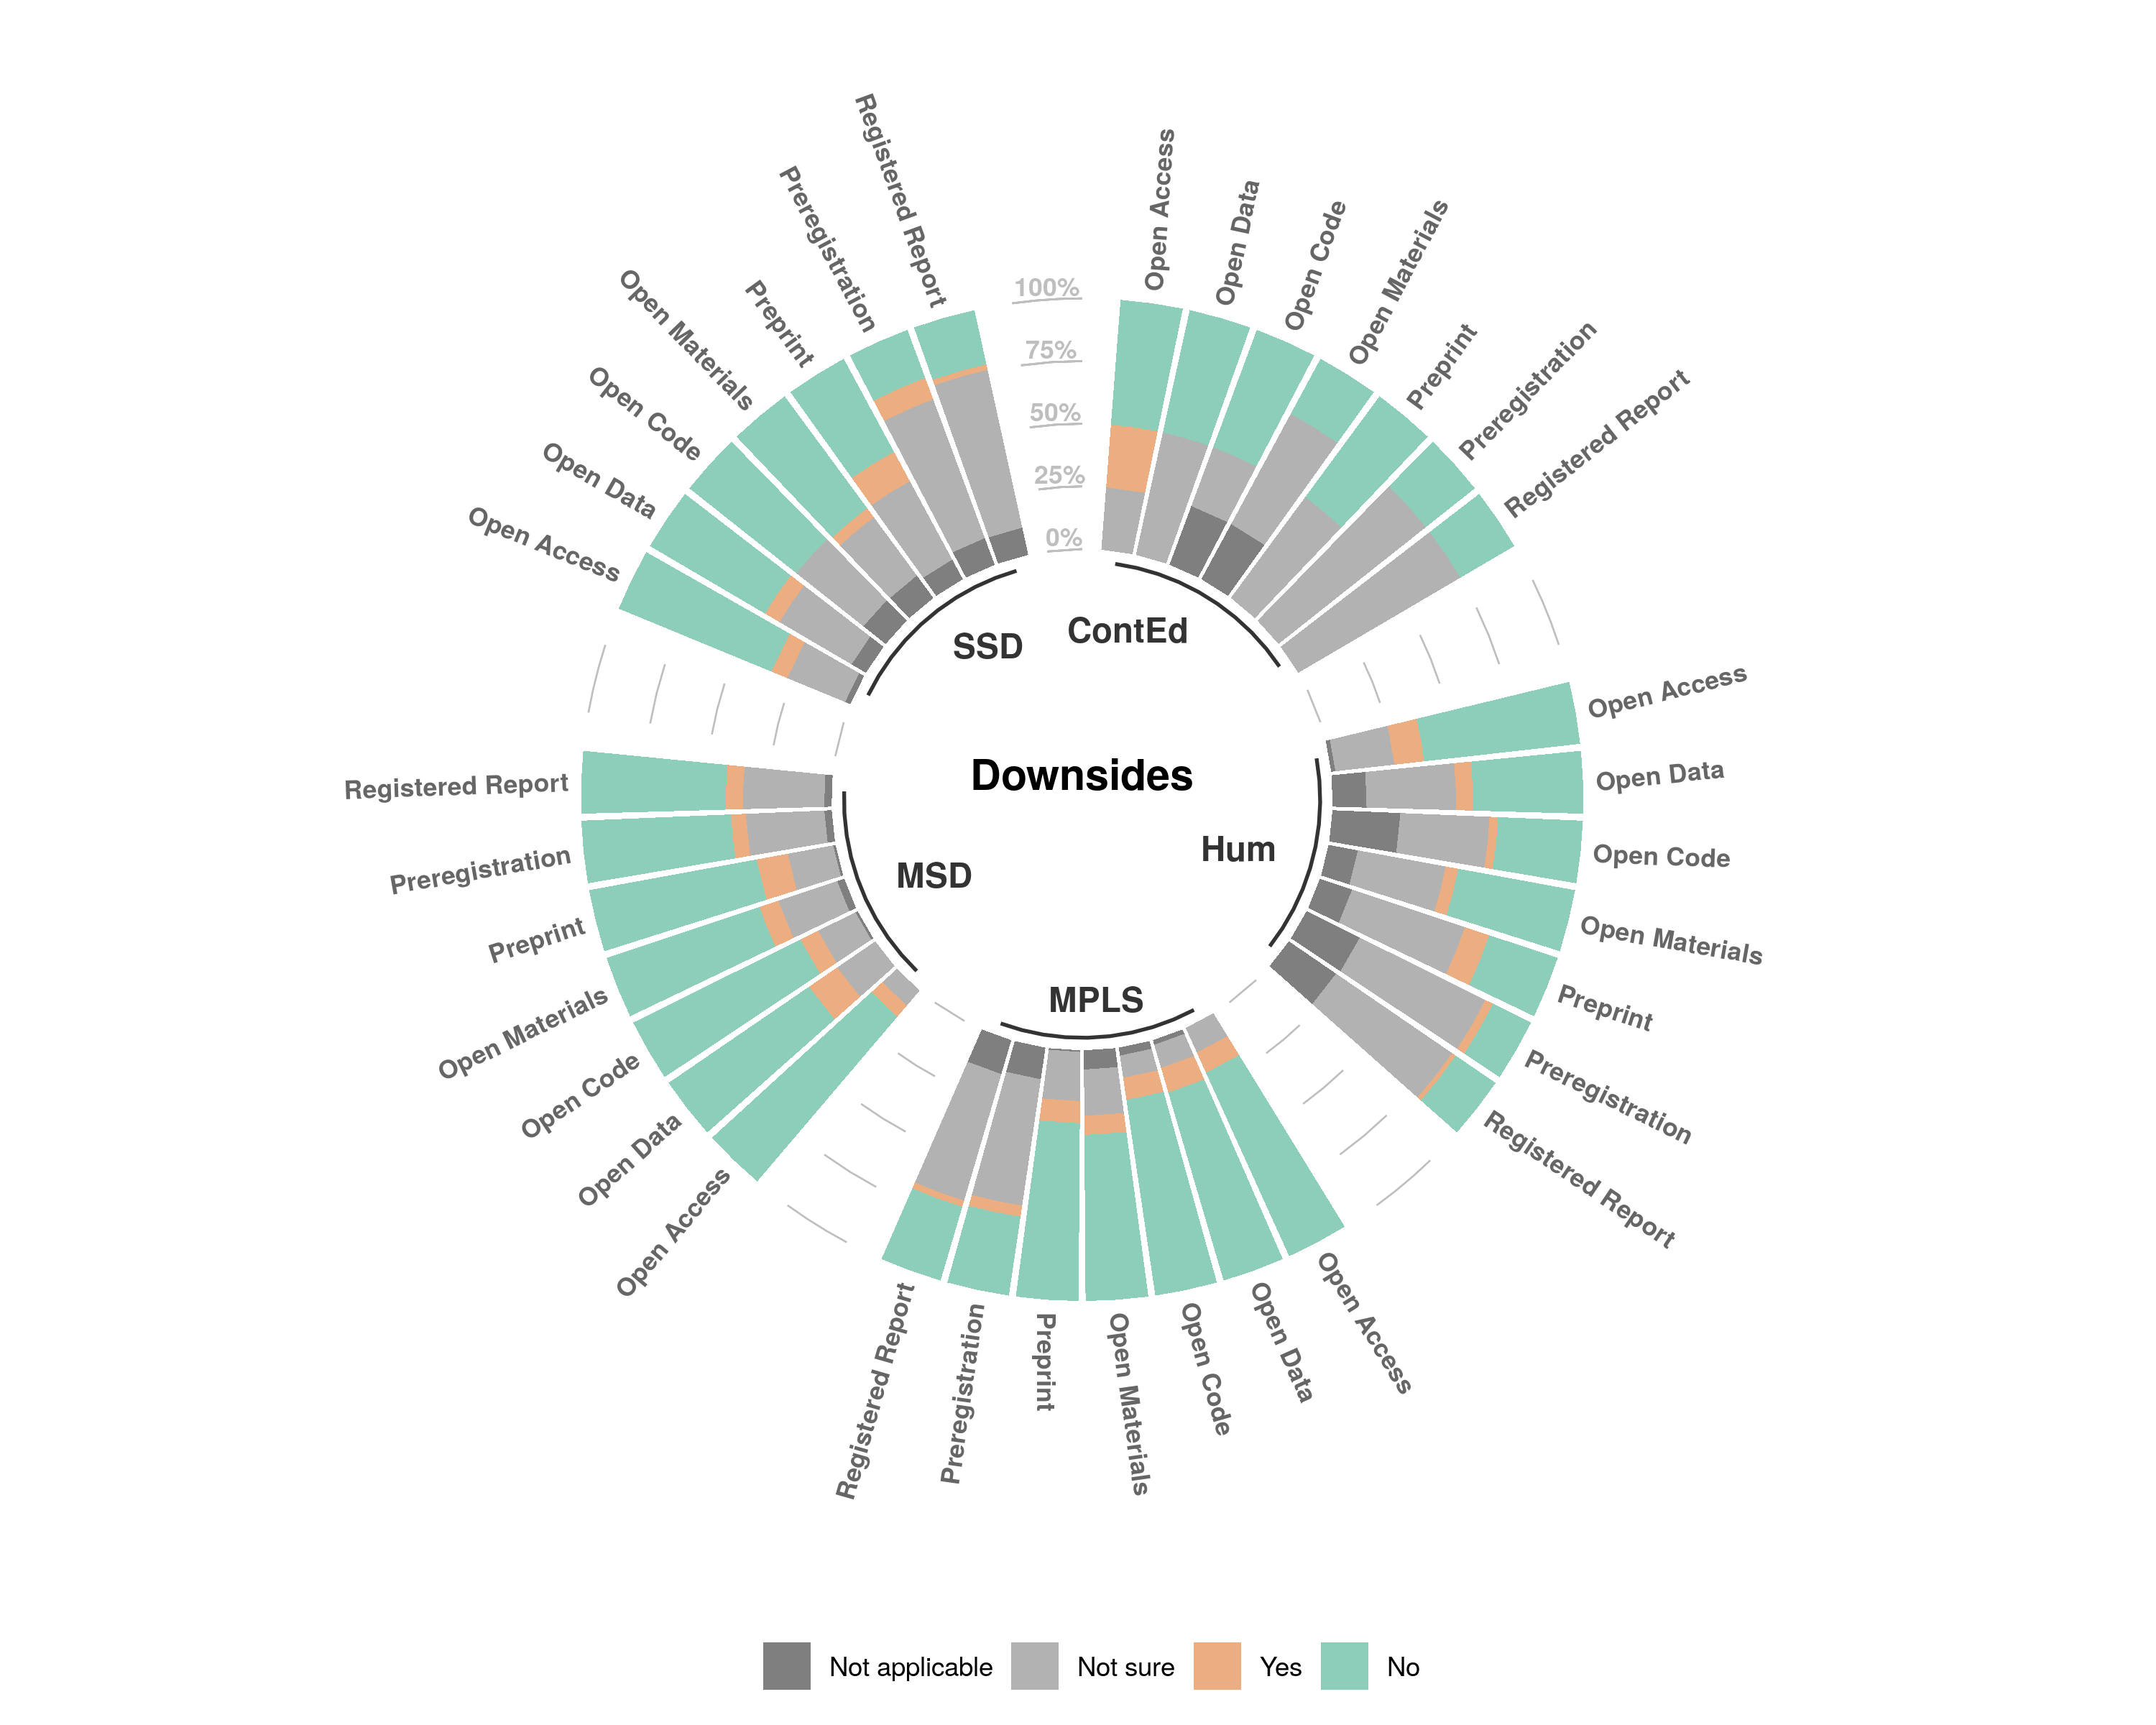 Registered Report
Preregistration
Preprint
Open Materials
Open Code
Open Data
Open Access
100%
75%
50%
25%
0%
Open Access
Open Data
Open Code
Open Materials
Preprint
Preregistration
Registered Report
SSD
ContEd
Downsides
Hum
MSD
MPLS
Open Access
Open Data
Open Code
Open Materials
Preprint
Preregistration
Registered Report
Registered Report
Preregistration
Preprint
Open Materials
Open Code
Open Data
Open Access
Registered Report
Preregistration
Preprint
Open Materials
Open Code
Open Data
Open Access
Not applicable
Not sure
Yes
No